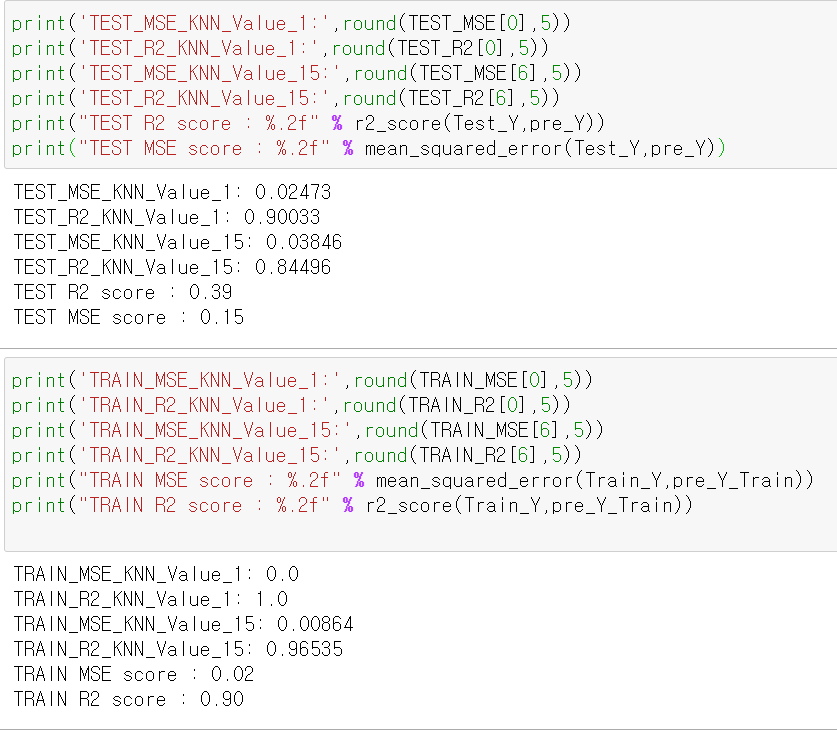 print('TEST_MSE_KNN_Value_1:',round(TEST_MSE[0],5))
print('TEST_R2_KNN_Value_1:',round(TEST_R2[0],5))
print('TEST_MSE_KNN_Value_15:',round(TEST_MSE[6],5))
print('TEST_R2_KNN_Value_15:',round(TEST_R2[6],5))
print("TEST R2 score : %.2f" % r2_score(Test_Y,pre_Y))
print("TEST MSE score : %.2f" % mean_squared_error(Test_Y,pre_Y))
TEST_MSE_KNN_Value_1: 0.02473
TEST_R2_KNN_Value_1: 0.90033
TEST_MSE_KNN_Value_15: 0.03846
TEST_R2_KNN_Value_15: 0.84496
TEST R2 score : 0.39
TEST MSE score : 0.15
print('TRAIN_MSE_KNN_Value_1:',round(TRAIN_MSE[0],5))
print('TRAIN_R2_KNN_Value_1:',round(TRAIN_R2[0],5))
print('TRAIN_MSE_KNN_Value_15:',round(TRAIN_MSE[6],5))
print('TRAIN_R2_KNN_Value_15:',round(TRAIN_R2[6],5))
print("TRAIN MSE score : %.2f" % mean_squared_error(Train_Y,pre_Y_Train))
print("TRAIN R2 score : %.2f" % r2_score(Train_Y,pre_Y_Train))
TRAIN_MSE_KNN_Value_1: 0.0
TRAIN_R2_KNN_Value_1: 1.0
TRAIN_MSE_KNN_Value_15: 0.00864
TRAIN_R2_KNN_Value_15: 0.96535
TRAIN MSE score : 0.02
TRAIN R2 score : 0.90